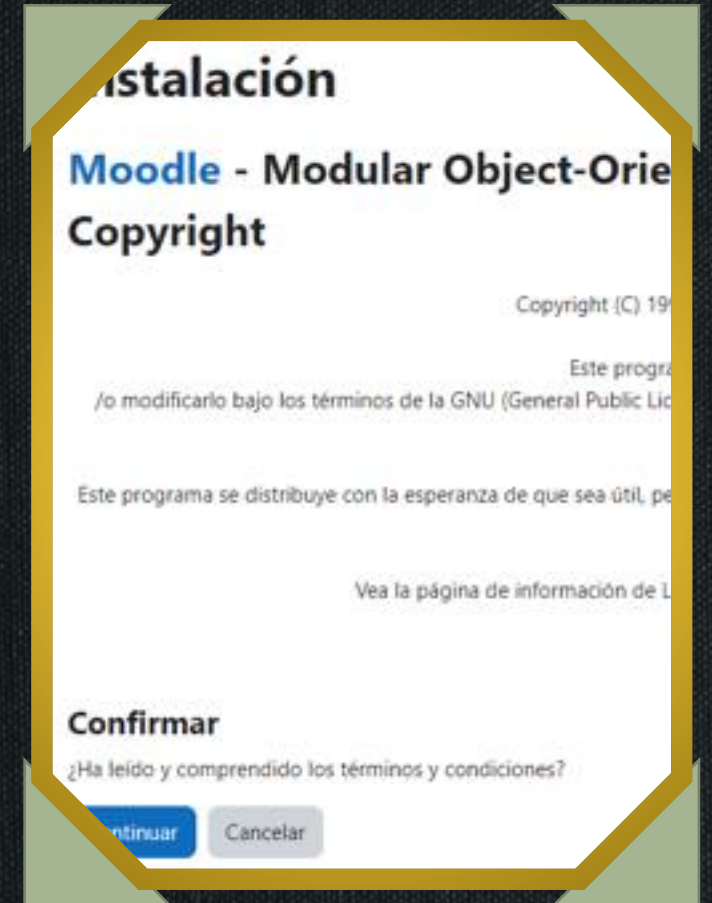 nstalación
Moodle - Modular Object-Orie
Copyright
Copyright (C) 19
Este progra
/o modificarlo bajo los términos de la GNU (General Public Lic
Este programa se distribuye con la esperanza de que sea útil, pe
Vea la página de información de L
Confirmar
¿Ha leído y comprendido los términos y condiciones?
ntinuar Cancelar